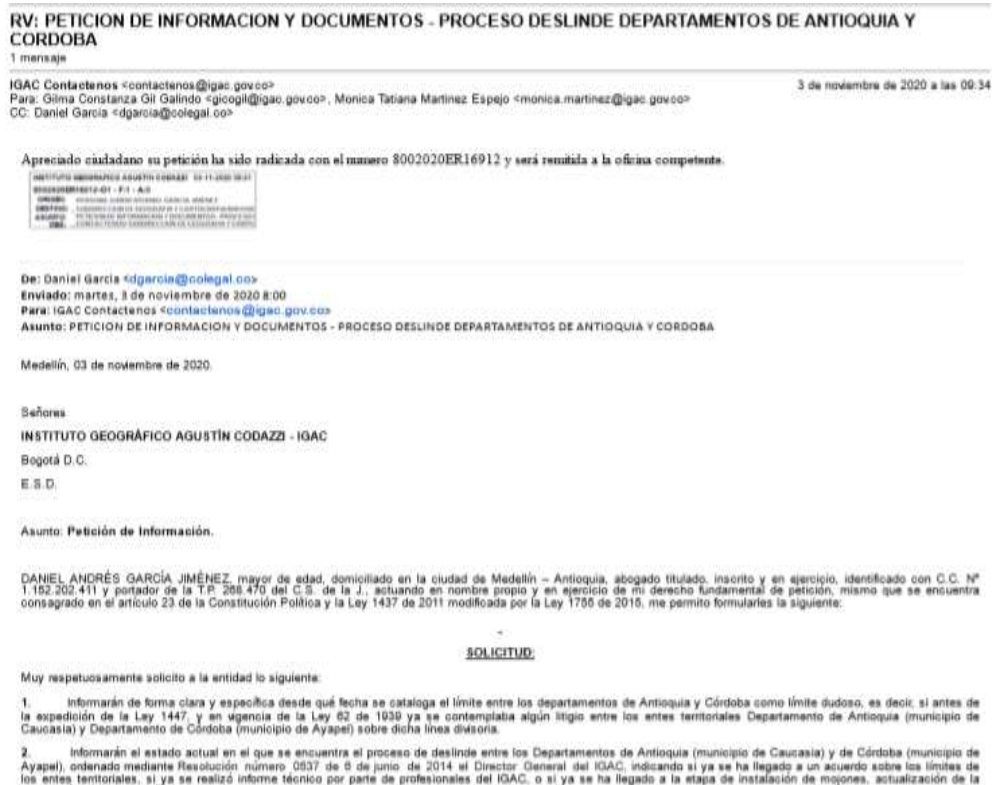 RV: PETICION DE INFORMACION Y DOCUMENTOS - PROCESO DESLINDE DEPARTAMENTOS DE ANTIOQUIA Y
CORDOBA
1 mensaje
IGAC Contactenos <contactenos@igac.gov.co>
3 de noviembre de 2020 a las 09:34
Para: Gilma Constanza Gil Galindo <gicogil@igac.gov.co>, Monica Tatiana Martinez Espejo <monica.martinez@igac.gov.co>
CC: Daniel Garcia <dgarcia@colegal.co>
Apreciado ciudadano su petición ha sido radicada con el numero 8002020ER16912 y será remitida a la oficina competente.
INSTITUTO GEOGRAFICO AGUSTIN CODAZZI 03-11-2020
De: Daniel Garcia <dgarcia@colegal.co>
Enviado: martes, 3 de noviembre de 2020 8:00
Para: IGAC Contactenos <contactenos@igac.gov.co>
Asunto: PETICION DE INFORMACION Y DOCUMENTOS - PROCESO DESLINDE DEPARTAMENTOS DE ANTIOQUIA Y CORDOBA
Medellín, 03 de noviembre de 2020.
Señores
INSTITUTO GEOGRÁFICO AGUSTÍN CODAZZI - IGAC
Bogotá D.C.
E.S.D.
Asunto: Petición de Información.
DANIEL ANDRÉS GARCÍA JIMÉNEZ, mayor de edad, domiciliado en la ciudad de Medellín – Antioquia, abogado titulado, inscrito y en ejercicio, identificado con C.C. N°
1.152.202.411 y portador de la T.P. 268.470 del C.S. de la J., actuando en nombre propio y en ejercicio de mi derecho fundamental de petición, mismo que se encuentra
consagrado en el artículo 23 de la Constitución Política y la Ley 1437 de 2011 modificada por la Ley 1755 de 2015, me permito formularles la siguiente:
-
SOLICITUD:
Muy respetuosamente solicito a la entidad lo siguiente:
1. Informarán de forma clara y específica desde qué fecha se cataloga el límite entre los departamentos de Antioquia y Córdoba como límite dudoso, es decir, si antes de
la expedición de la Ley 1447, y en vigencia de la Ley 62 de 1939 ya se contemplaba algún litigio entre los entes territoriales Departamento de Antioquia (municipio de
Caucasia) y Departamento de Córdoba (municipio de Ayapel) sobre dicha línea divisoria.
2. Informarán el estado actual en el que se encuentra el proceso de deslinde entre los Departamentos de Antioquia (municipio de Caucasia) y de Córdoba (municipio de
Ayapel), ordenado mediante Resolución número 0537 de 6 de junio de 2014 el Director General del IGAC, indicando si ya se ha llegado a un acuerdo sobre los límites de
los entes territoriales, si ya se realizó informe técnico por parte de profesionales del IGAC, o si ya se ha llegado a la etapa de instalación de mojones, actualización de la